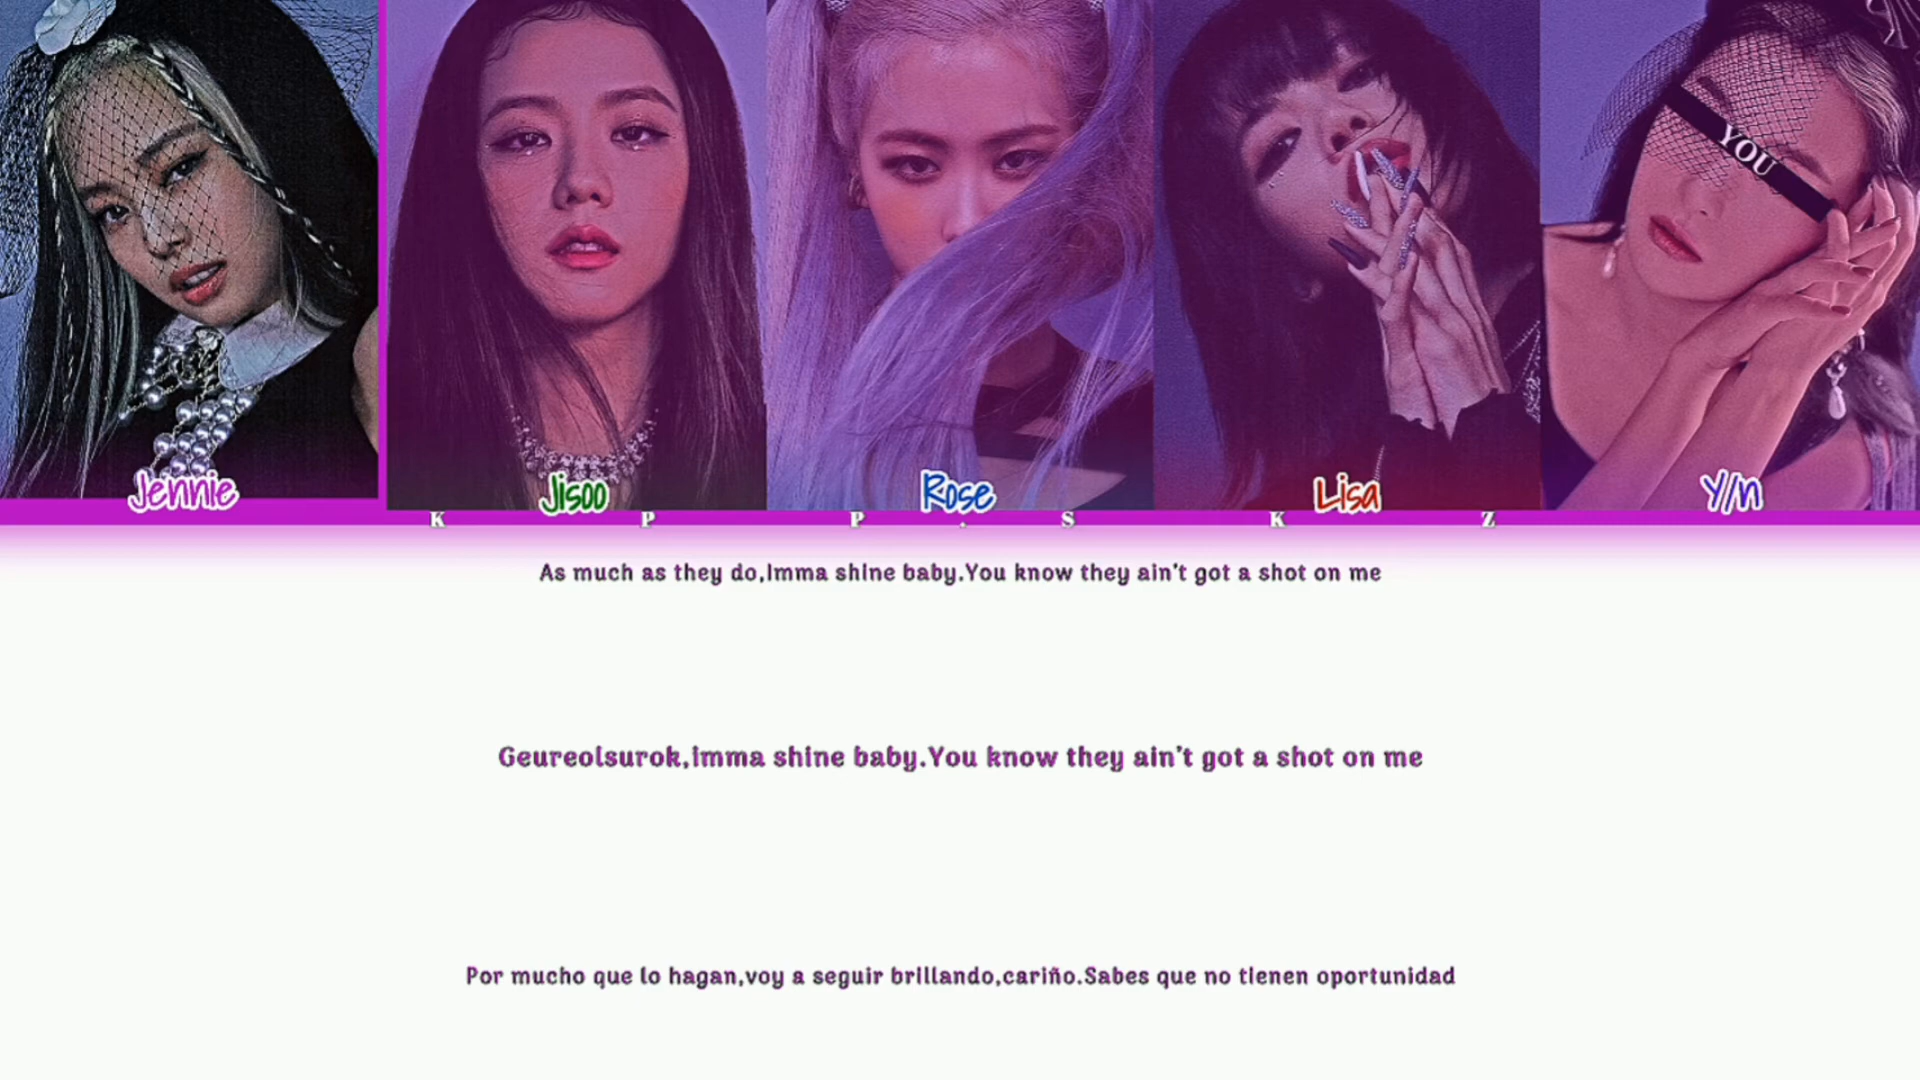 YOU
Jennie
Jisoo
Rose
Lisa
Y/n
K P P . S K Z
As much as they do,Imma shine baby.You know they ain't got a shot on me
Geureolsurok,imma shine baby.You know they ain't got a shot on me
Por mucho que lo hagan,voy a seguir brillando,cariño.Sabes que no tienen oportunidad